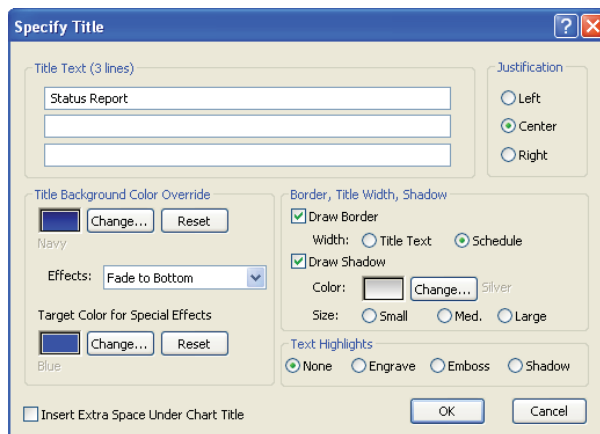 Specify Title
Title Text (3 lines)
Status Report
Justification
Left
Center
Right
Title Background Color Override
Change... Reset
Navy
Effects: Fade to Bottom
Target Color for Special Effects
Change... Reset
Blue
Border, Title Width, Shadow
Draw Border
Width: Title Text Schedule
Draw Shadow
Color: Change... Silver
Size: Small Med. Large
Text Highlights
None Engrave Emboss Shadow
Insert Extra Space Under Chart Title
OK Cancel